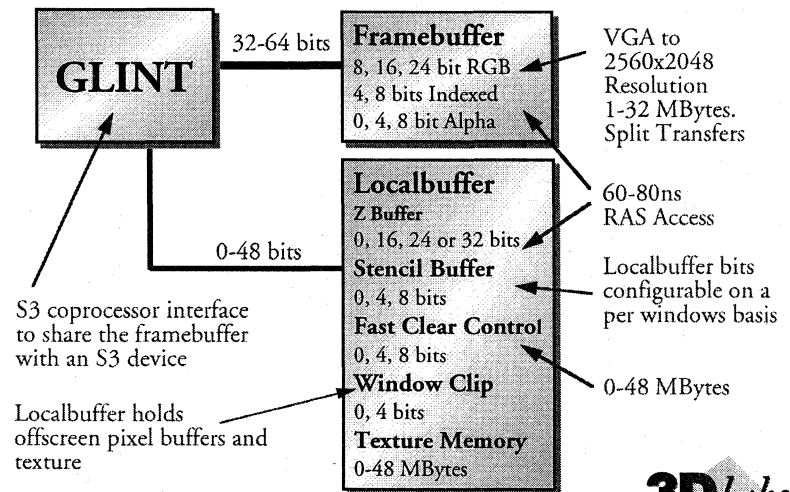 GLINT
32-64 bits
Framebuffer
8, 16, 24 bit RGB
4, 8 bits Indexed
0, 4, 8 bit Alpha
VGA to
2560x2048
Resolution
1-32 MBytes.
Split Transfers
60-80ns
RAS Access
0-48 bits
Localbuffer
Z Buffer
0, 16, 24 or 32 bits
Stencil Buffer
0, 4, 8 bits
Fast Clear Control
0, 4, 8 bits
Window Clip
0, 4 bits
Texture Memory
0-48 MBytes
Localbuffer bits
configurable on a
per windows basis
0-48 MBytes
S3 coprocessor interface
to share the framebuffer
with an S3 device
Localbuffer holds
offscreen pixel buffers and
texture
3D